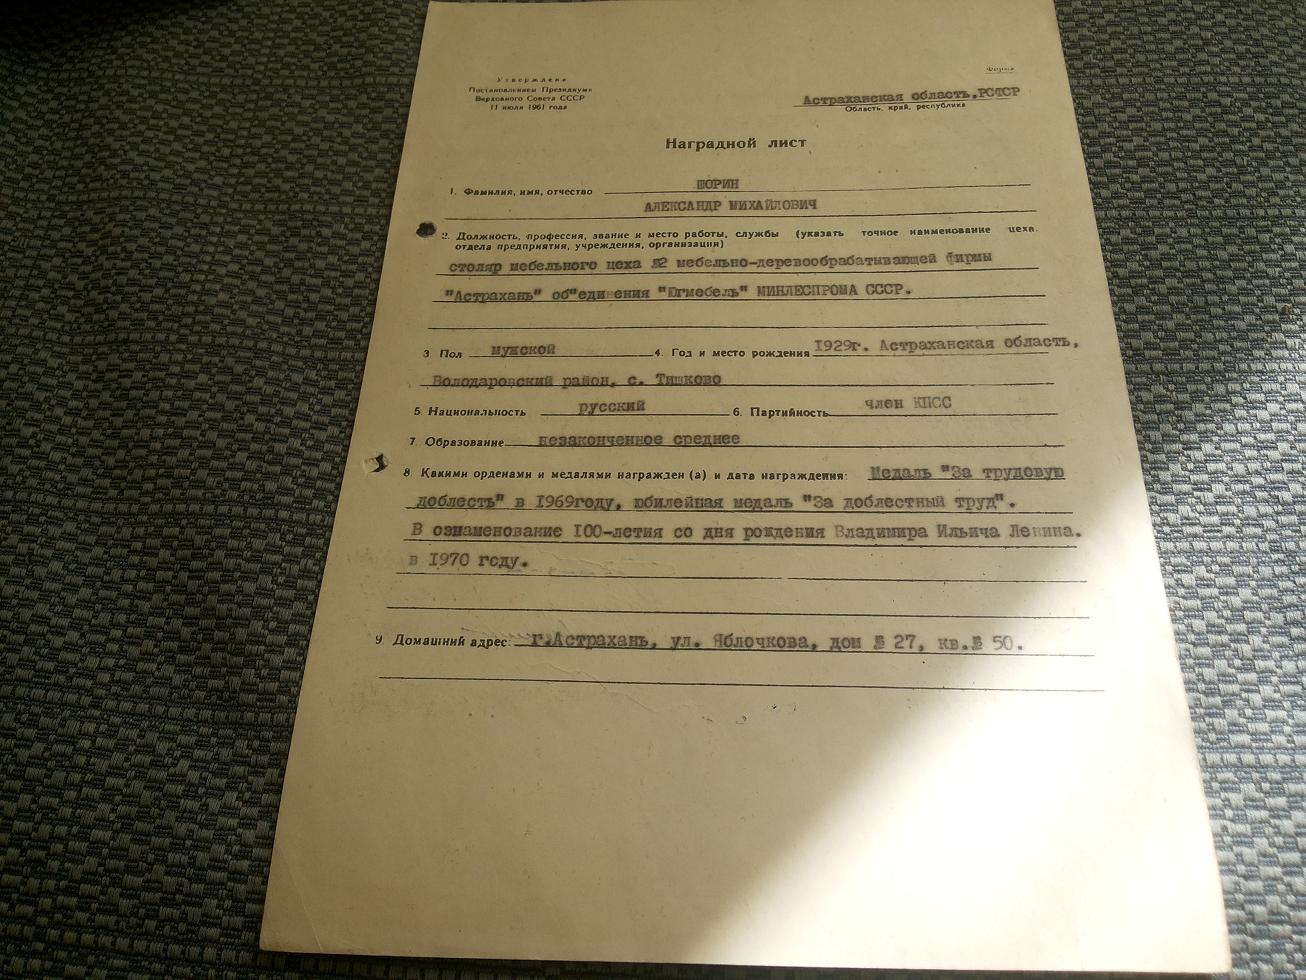 Утверждена
Постановлением Президиума
Верховного Совета СССР
11 июля 1961 года
Форма
Астраханская область,РСФСР
Область, край, республика
Наградной лист
1. Фамилия, имя, отчество ШОРИН
АЛЕКСАНДР МИХАЙЛОВИЧ
2. Должность, профессия, звание и место работы, службы (указать точное наименование цеха,
отдела предприятия, учреждения, организации)
столяр мебельного цеха №2 мебельно-деревообрабатывающей фирмы
"Астрахань" об"единения "Югмебель" МИНЛЕСПРОМА СССР.
3. Пол мужской 4. Год и место рождения 1929г. Астраханская область,
Володаровский район, с. Тишково
5. Национальность русский 6. Партийность член КПСС
7. Образование незаконченное среднее
8. Какими орденами и медалями награжден (а) и дата награждения: Медаль "За трудовую
доблесть" в 1969году, юбилейная медаль "За доблестный труд".
В ознаменование 100-летия со дня рождения Владимира Ильича Ленина.
в 1970 году.
9 Домашний адрес: г.Астрахань, ул. Яблочкова, дом № 27, кв.№ 50.